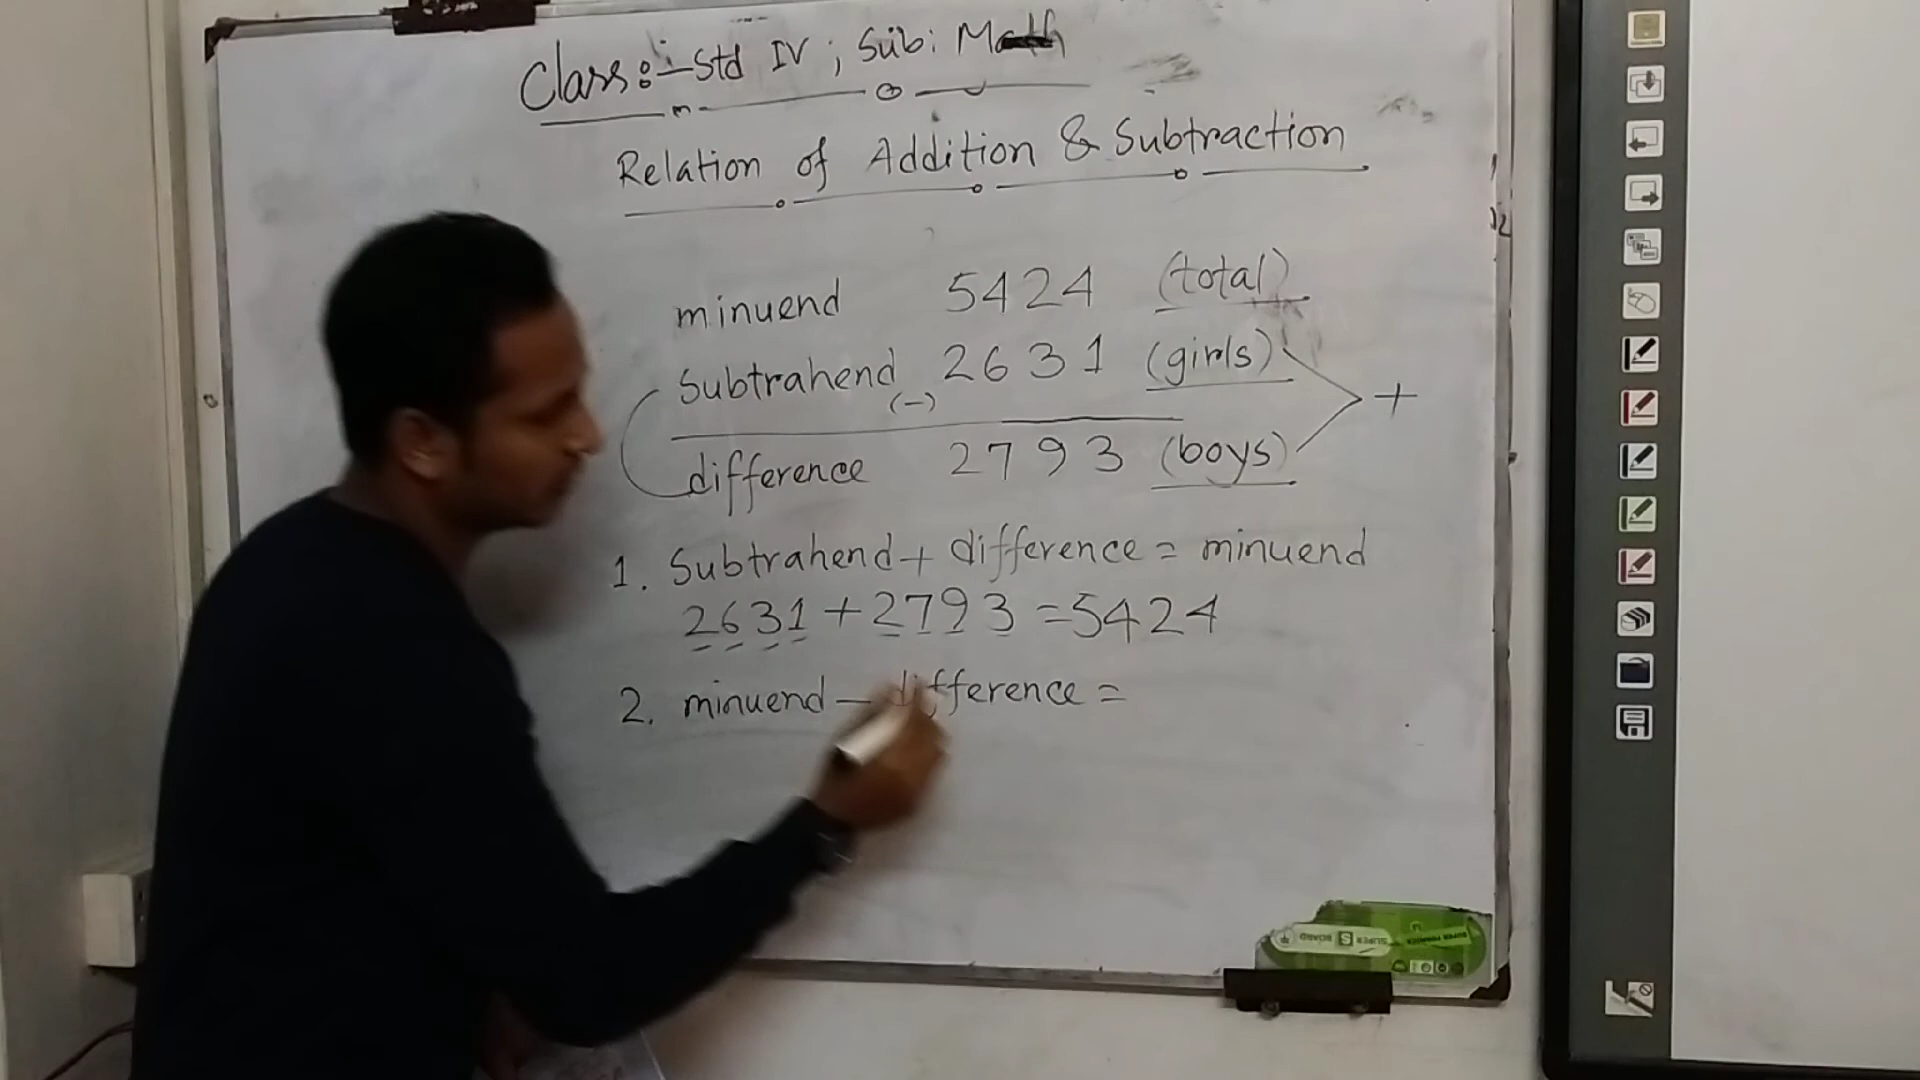 Class:- Std IV ; Sub: Math
Relation of Addition & Subtraction
minuend 5424 (total)
Subtrahend 2631 (girls)
(-)
+
difference 2793 (boys)
1. Subtrahend + difference = minuend
2631 + 2793 = 5424
2. minuend - difference =